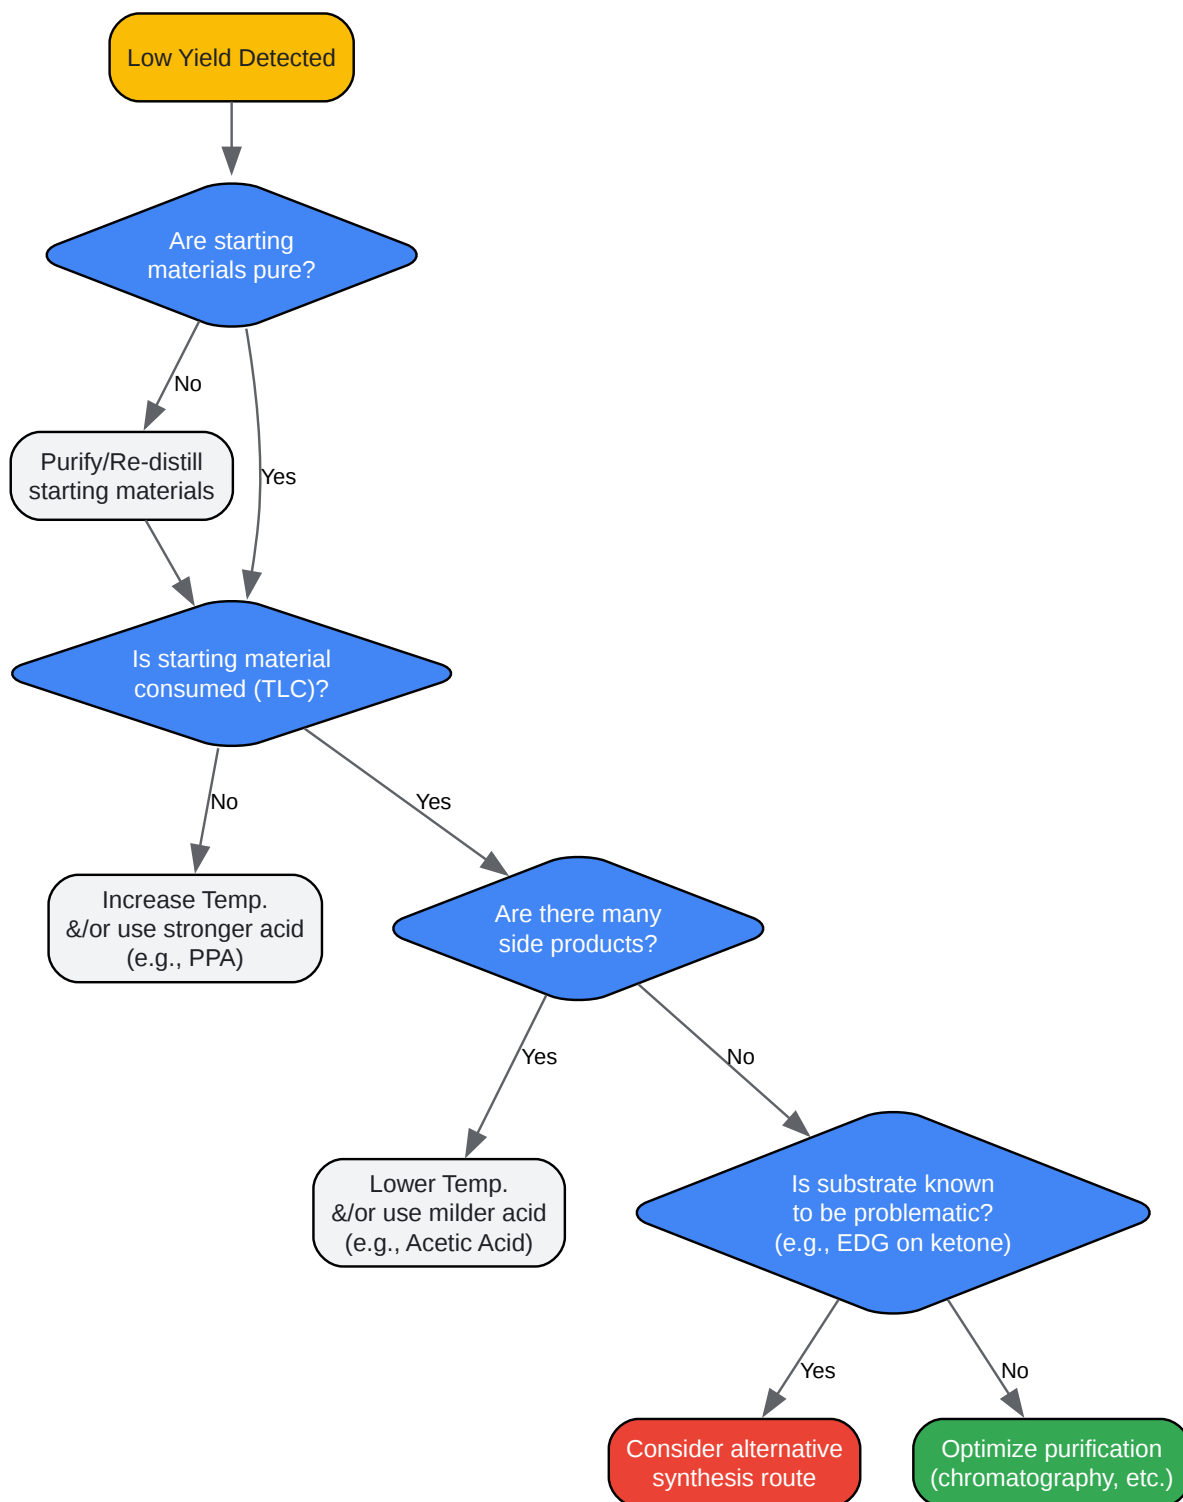 Low Yield Detected
Are starting
materials pure?
No
Yes
Purify/Re-distill
starting materials
Is starting material
consumed (TLC)?
No
Yes
Increase Temp.
&/or use stronger acid
(e.g., PPA)
Are there many
side products?
Yes
No
Lower Temp.
&/or use milder acid
(e.g., Acetic Acid)
Is substrate known
to be problematic?
(e.g., EDG on ketone)
Yes
No
Consider alternative
synthesis route
Optimize purification
(chromatography, etc.)